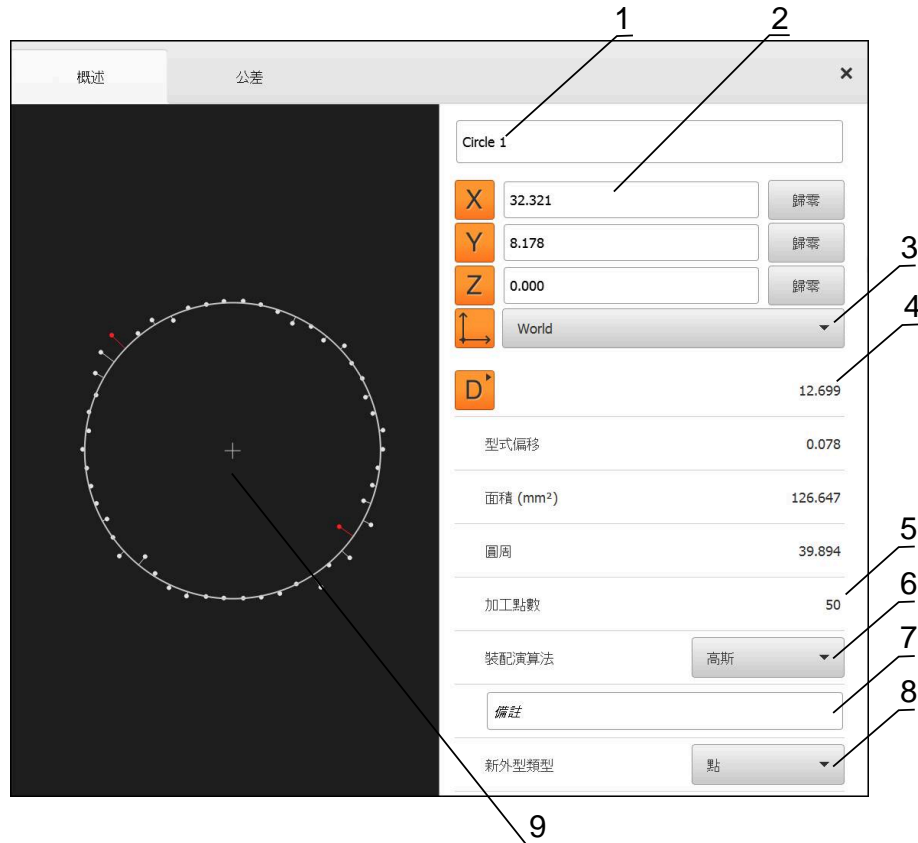 1
2
概述 公差 ×
Circle 1
X 32.321 歸零
Y 8.178 歸零
3
Z 0.000 歸零
World
4
D 12.699
型式偏移 0.078
面積 (mm²) 126.647
5
圓周 39.894
6
加工點數 50
7
裝配演算法 高斯
8
備註
新外型類型 點
9